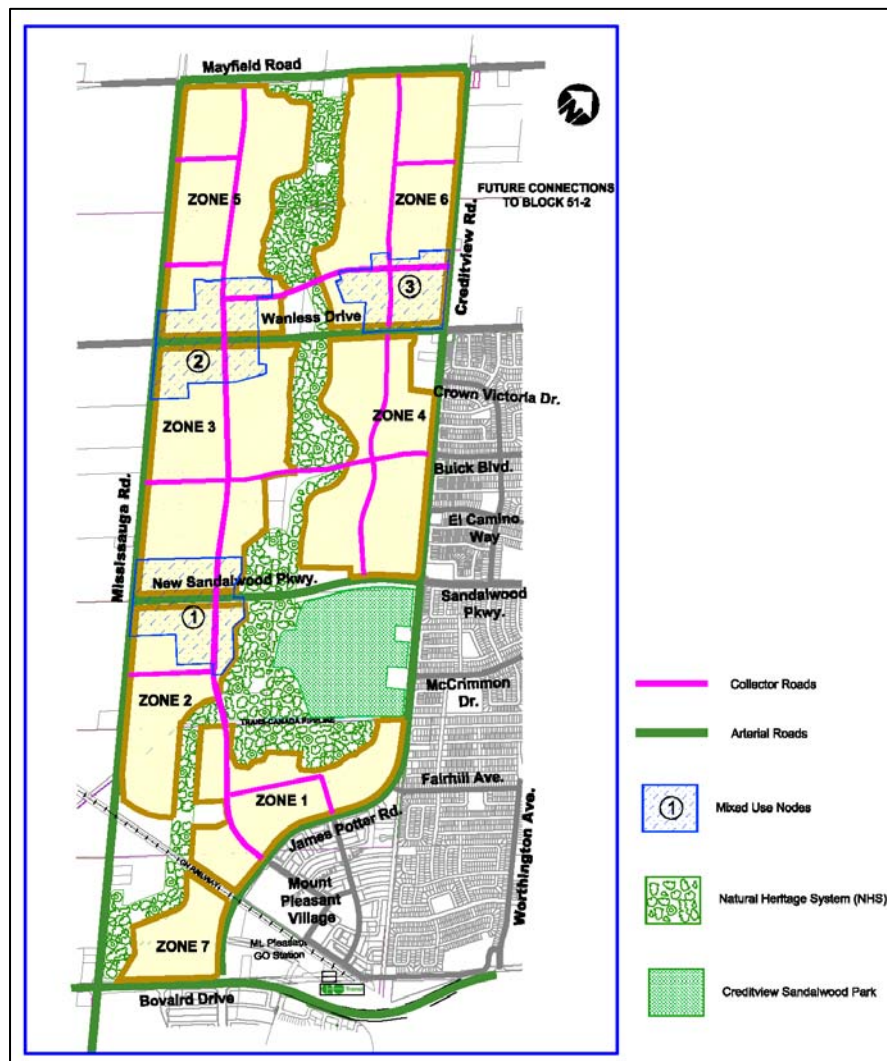 Mayfield Road
ZONE 5
ZONE 6
FUTURE CONNECTIONS
TO BLOCK 51-2
Creditview Rd.
3
Wanless Drive
2
Crown Victoria Dr.
ZONE 3
ZONE 4
Buick Blvd.
Mississauga Rd.
El Camino
Way
New Sandalwood Pkwy.
Sandalwood
Pkwy.
1
McCrimmon
Dr.
ZONE 2
TRANS-CANADA PIPELINE
Fairhill Ave.
ZONE 1
James Potter Rd.
Worthington Ave.
Mount
Pleasant
Village
CN RAILWAY
ZONE 7
Mt. Pleasant
GO Station
Bovaird Drive
Collector Roads
Arterial Roads
1
Mixed Use Nodes
Natural Heritage System (NHS)
Creditview Sandalwood Park